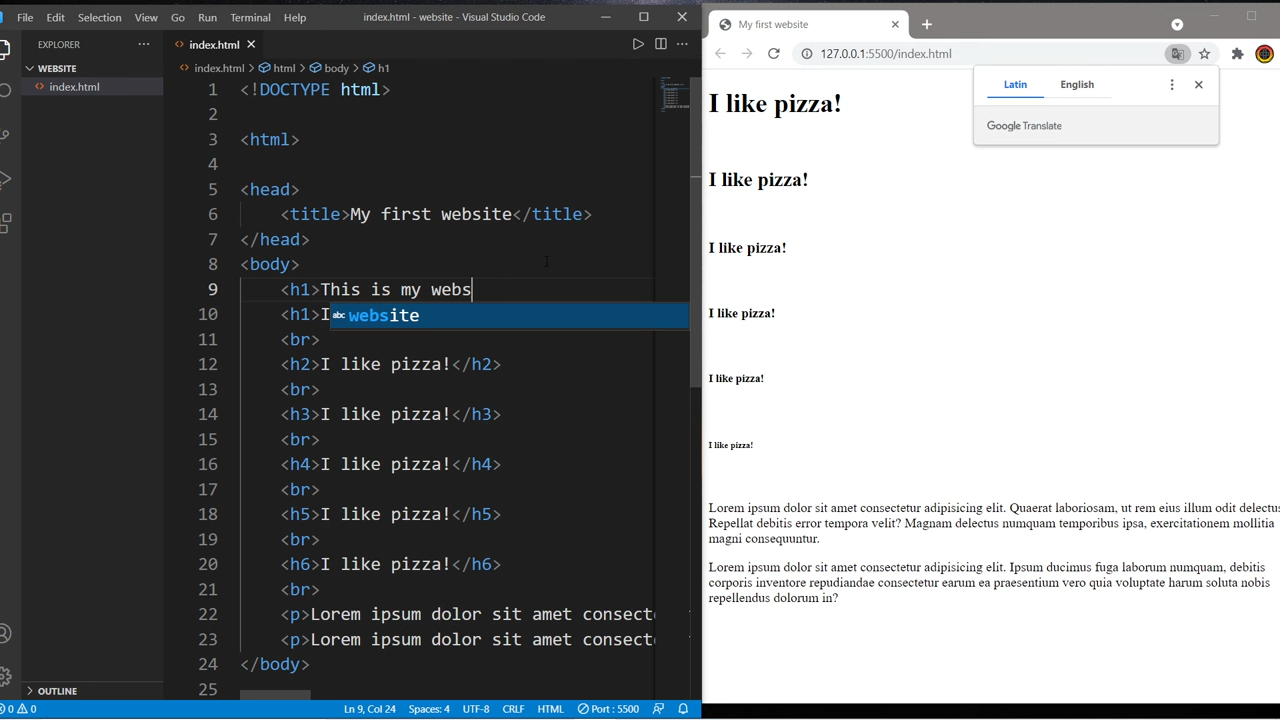 File Edit Selection View Go Run Terminal Help
index.html - website - Visual Studio Code
EXPLORER
WEBSITE
index.html
index.html
index.html > html > body > h1
1 <!DOCTYPE html>
2
3 <html>
4
5 <head>
6 <title>My first website</title>
7 </head>
8 <body>
9 <h1>This is my webs
10 <h1>I
abc website
11 <br>
12 <h2>I like pizza!</h2>
13 <br>
14 <h3>I like pizza!</h3>
15 <br>
16 <h4>I like pizza!</h4>
17 <br>
18 <h5>I like pizza!</h5>
19 <br>
20 <h6>I like pizza!</h6>
21 <br>
22 <p>Lorem ipsum dolor sit amet consect
23 <p>Lorem ipsum dolor sit amet consect
24 </body>
25
OUTLINE
0 0
Ln 9, Col 24 Spaces: 4 UTF-8 CRLF HTML Port : 5500
My first website
127.0.0.1:5500/index.html
Latin English
Google Translate
I like pizza!
I like pizza!
I like pizza!
I like pizza!
I like pizza!
I like pizza!
Lorem ipsum dolor sit amet consectetur adipisicing elit. Quaerat laboriosam, ut rem eius illum odit delectus
Repellat debitis error tempora velit? Magnam delectus numquam temporibus ipsa, exercitationem mollitia
magni consequuntur.
Lorem ipsum dolor sit amet consectetur adipisicing elit. Ipsum ducimus fuga laborum numquam, debitis
corporis inventore repudiandae consectetur earum ea praesentium vero quia voluptate harum soluta nobis
repellendus dolorum in?